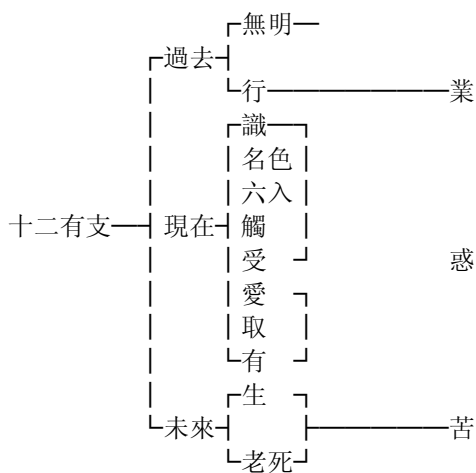 無明
過去
行 業
識
名色
六入
十二有支 現在 觸
受 惑
愛
取
有
生
未來 苦
老死